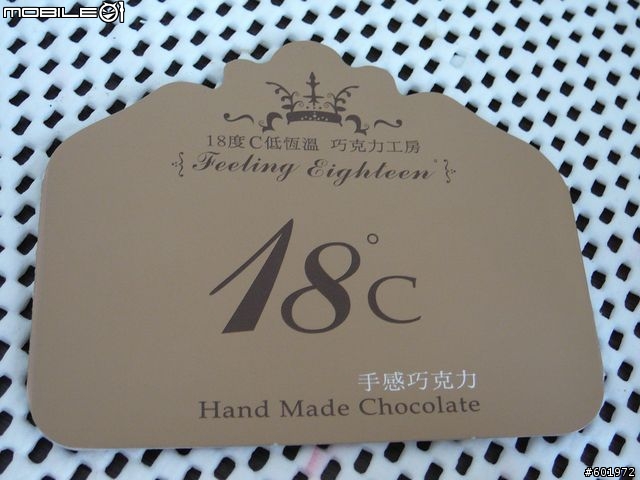 MOBILE01
18度C低恆溫 巧克力工房
Feeling Eighteen°
18°C
手感巧克力
Hand Made Chocolate
#601972